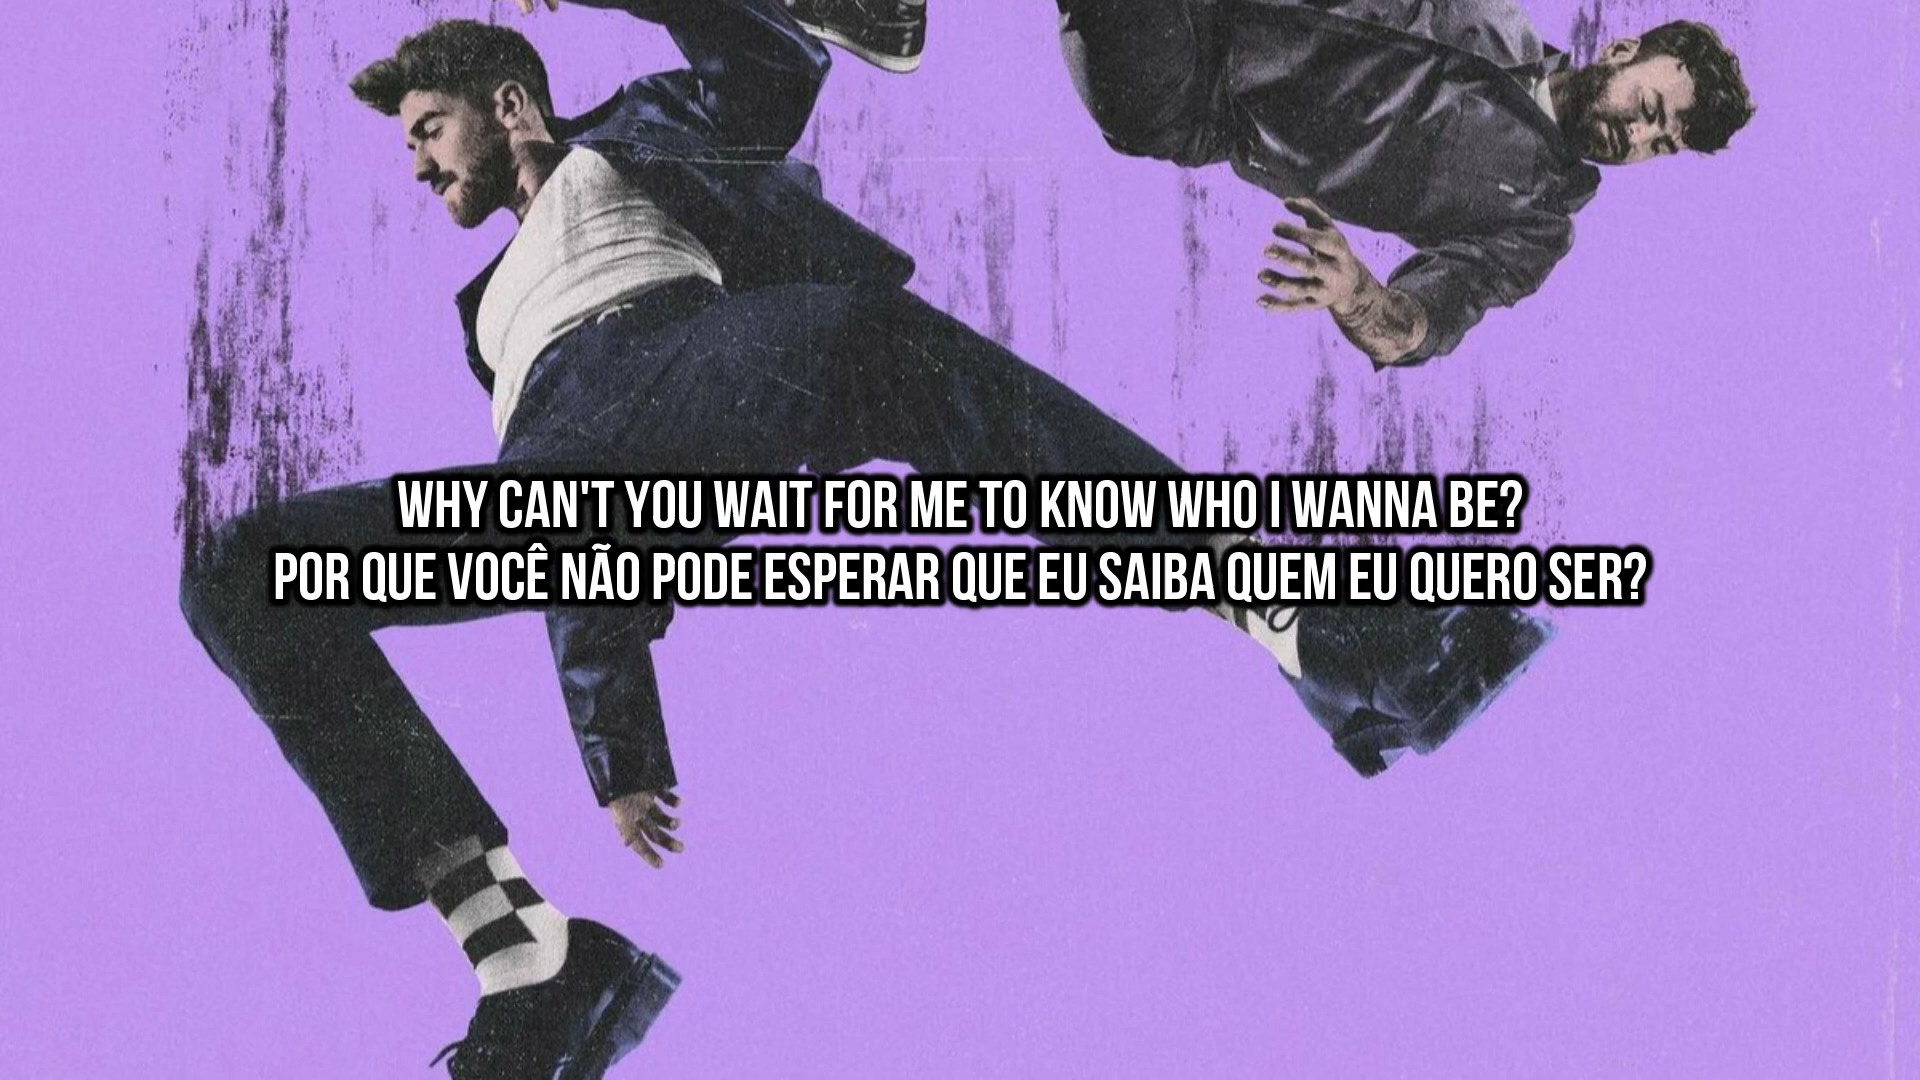 WHY CAN'T YOU WAIT FOR ME TO KNOW WHO I WANNA BE?
POR QUE VOCÊ NÃO PODE ESPERAR QUE EU SAIBA QUEM EU QUERO SER?